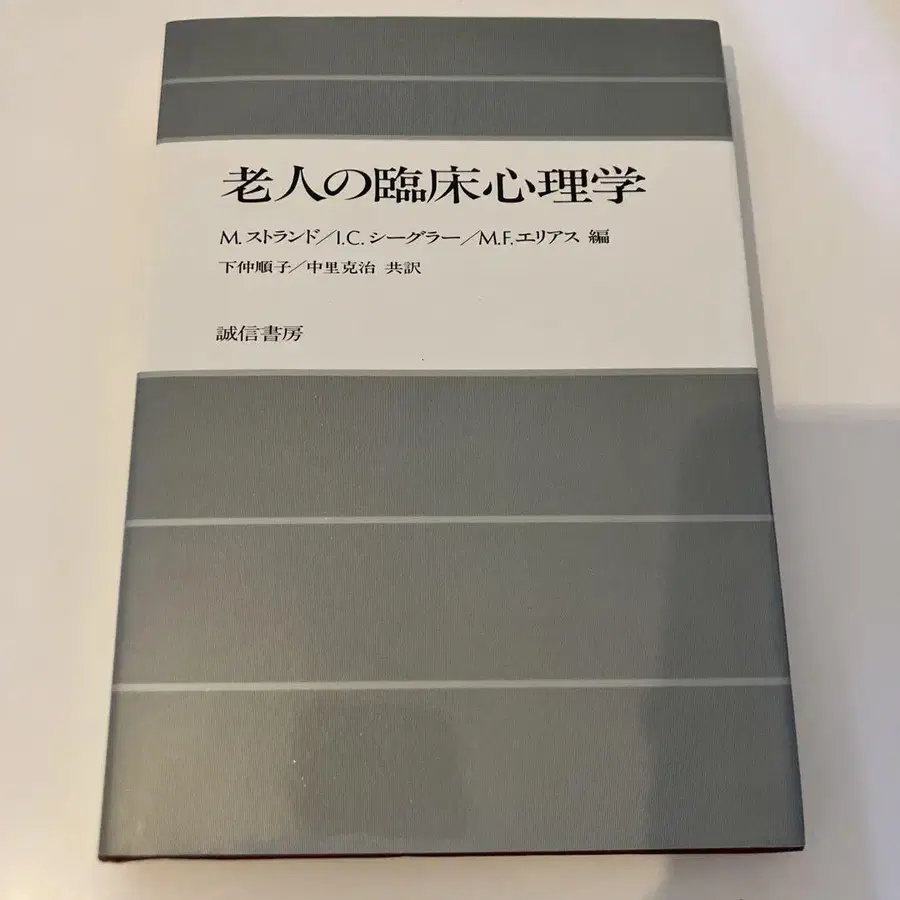 老人の臨床心理学
M. ストランド/I.C. シーグラー/M.F. エリアス 編
下仲順子/中里克治 共訳
誠信書房